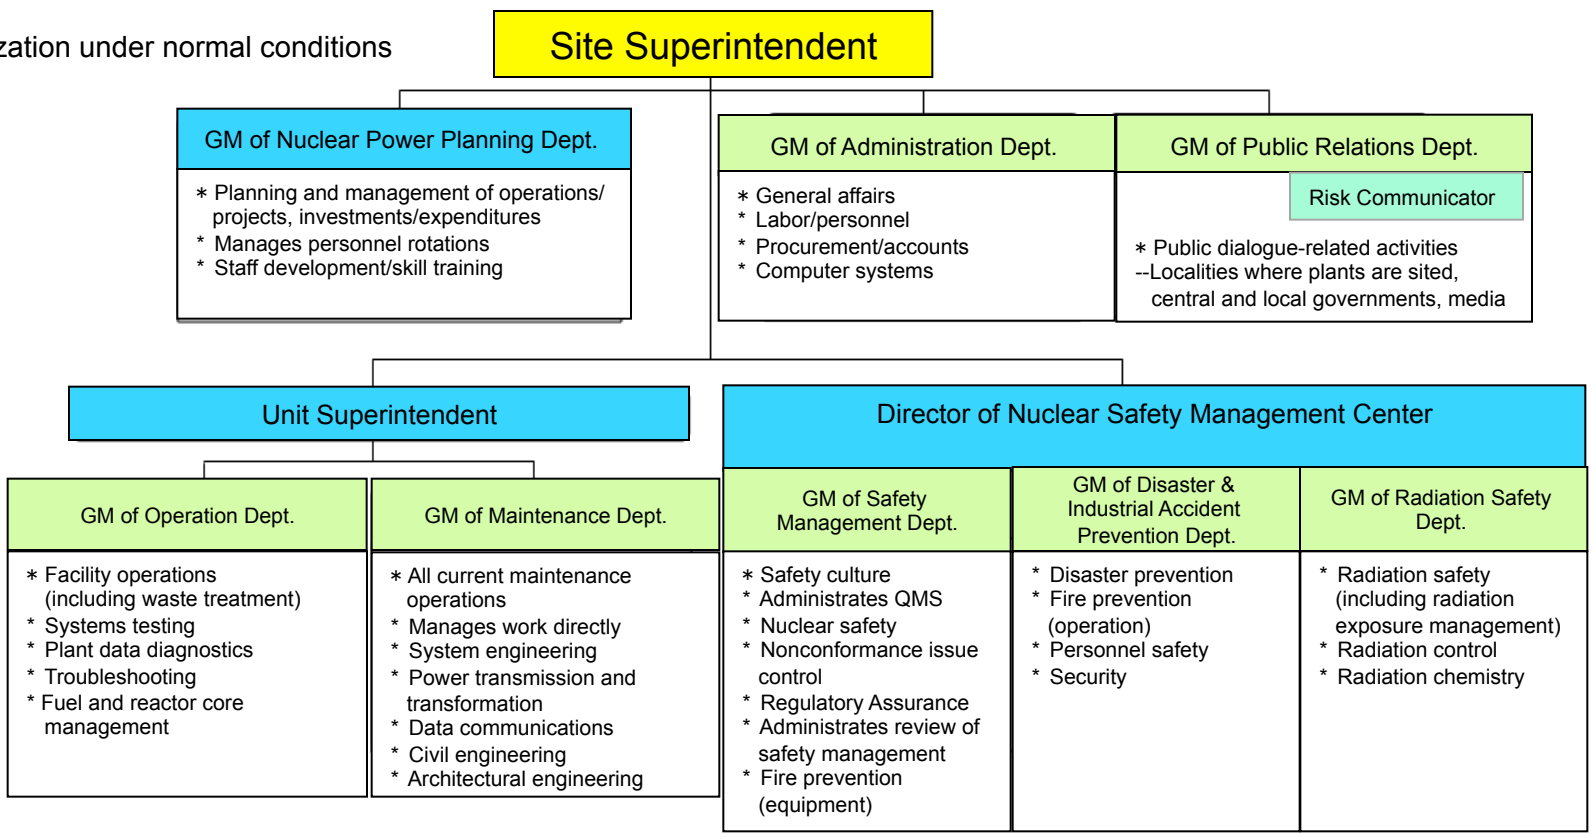 zation under normal conditions
Site Superintendent
GM of Nuclear Power Planning Dept.
* Planning and management of operations/
projects, investments/expenditures
* Manages personnel rotations
* Staff development/skill training
GM of Administration Dept.
* General affairs
* Labor/personnel
* Procurement/accounts
* Computer systems
GM of Public Relations Dept.
Risk Communicator
* Public dialogue-related activities
--Localities where plants are sited,
central and local governments, media
Unit Superintendent
GM of Operation Dept.
* Facility operations
(including waste treatment)
* Systems testing
* Plant data diagnostics
* Troubleshooting
* Fuel and reactor core
management
GM of Maintenance Dept.
* All current maintenance
operations
* Manages work directly
* System engineering
* Power transmission and
transformation
* Data communications
* Civil engineering
* Architectural engineering
Director of Nuclear Safety Management Center
GM of Safety
Management Dept.
* Safety culture
* Administrates QMS
* Nuclear safety
* Nonconformance issue
control
* Regulatory Assurance
* Administrates review of
safety management
* Fire prevention
(equipment)
GM of Disaster &
Industrial Accident
Prevention Dept.
* Disaster prevention
* Fire prevention
(operation)
* Personnel safety
* Security
GM of Radiation Safety
Dept.
* Radiation safety
(including radiation
exposure management)
* Radiation control
* Radiation chemistry